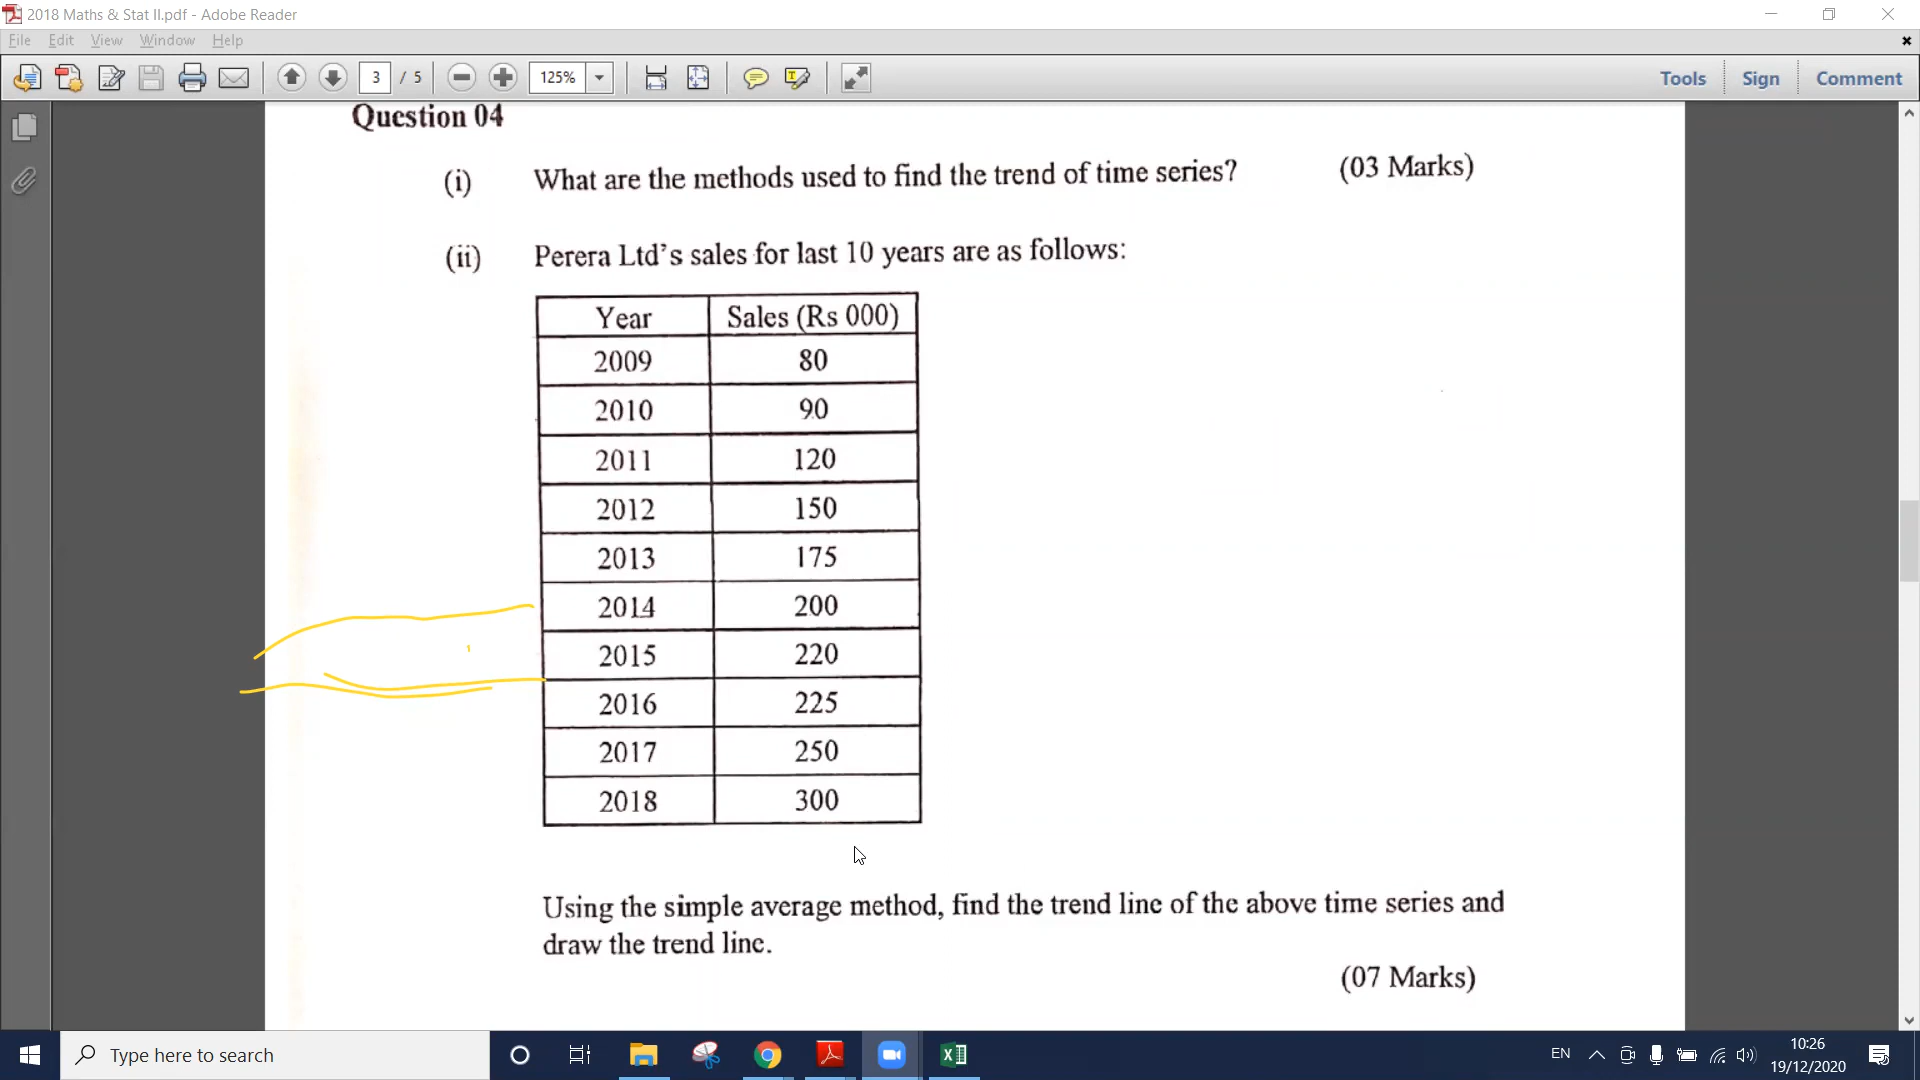 2018 Maths & Stat II.pdf - Adobe Reader
File Edit View Window Help
3 / 5 125% Tools Sign Comment
Question 04
(i) What are the methods used to find the trend of time series? (03 Marks)
(ii) Perera Ltd's sales for last 10 years are as follows:
Year Sales (Rs 000)
2009 80
2010 90
2011 120
2012 150
2013 175
2014 200
2015 220
2016 225
2017 250
2018 300
Using the simple average method, find the trend line of the above time series and
draw the trend line.
(07 Marks)
Type here to search
EN 10:26
19/12/2020